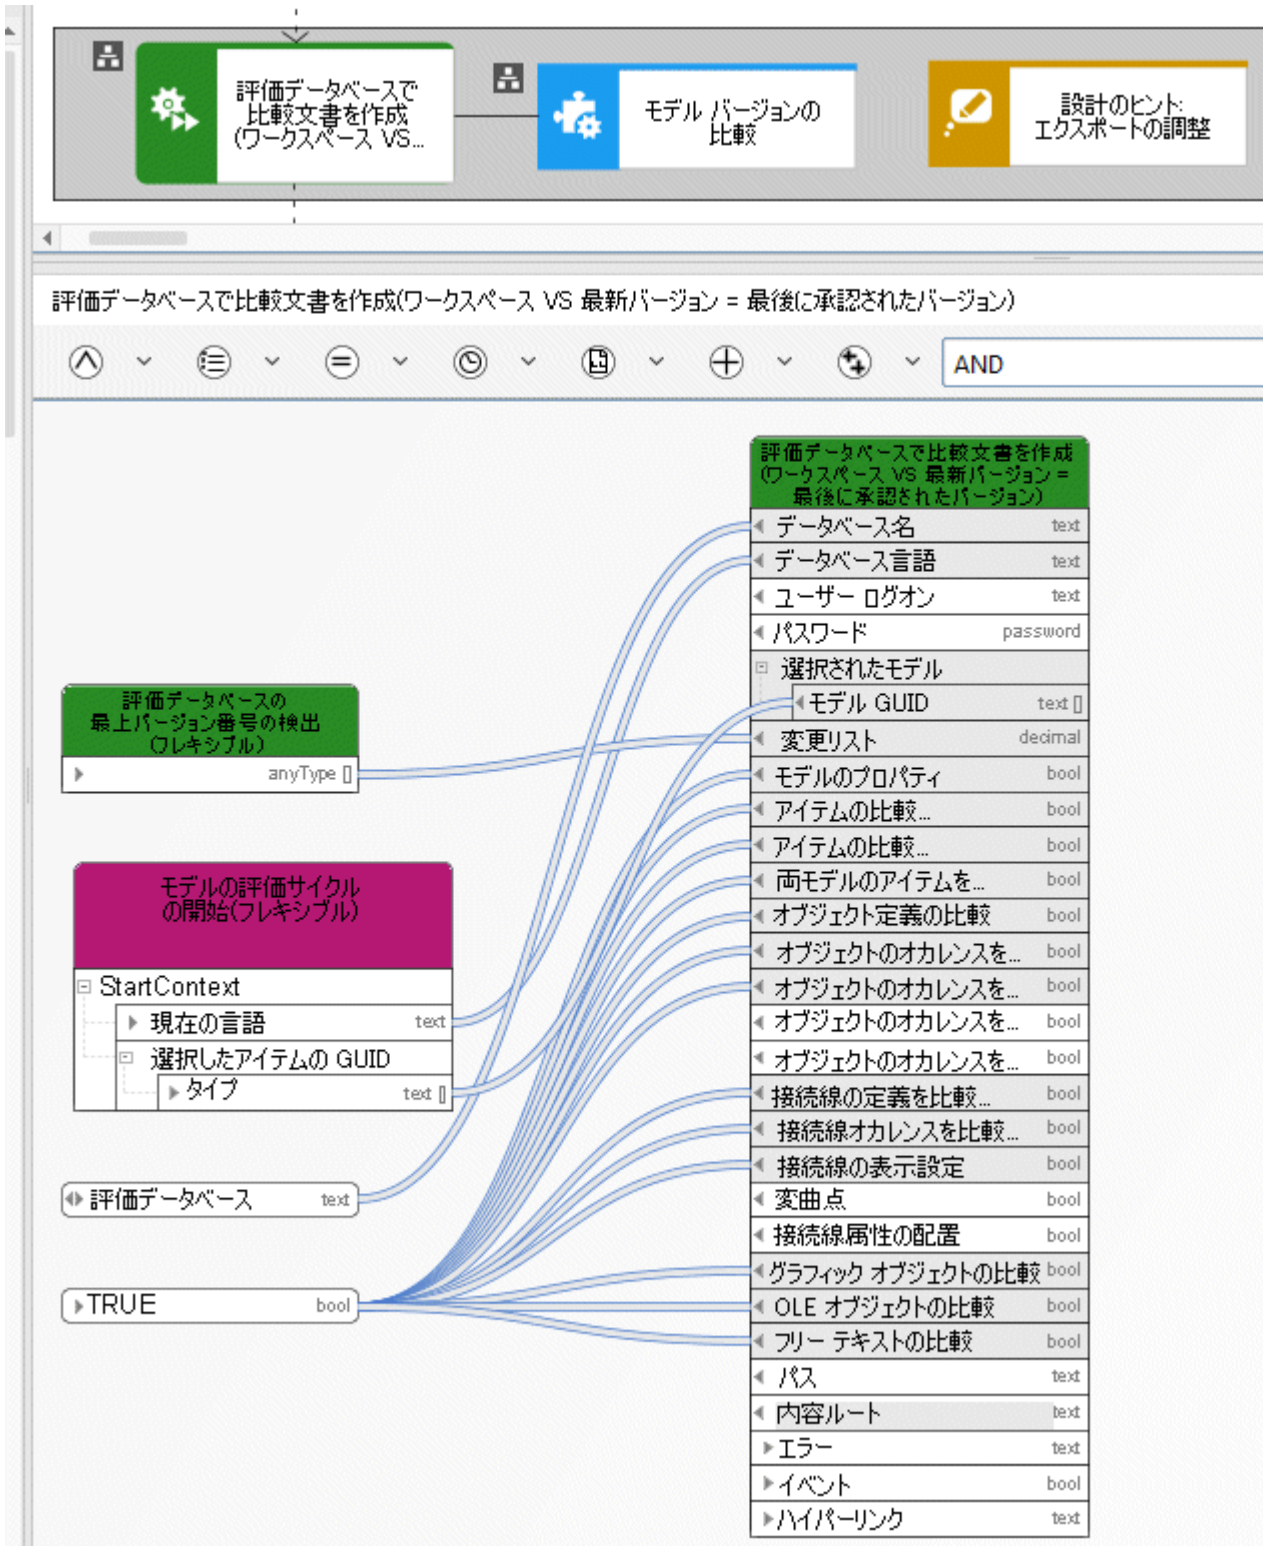 評価データベースで
比較文書を作成
(ワークスペース VS...
モデル バージョンの
比較
設計のヒント:
エクスポートの調整
評価データベースで比較文書を作成(ワークスペース VS 最新バージョン = 最後に承認されたバージョン)
AND
評価データベースで比較文書を作成
(ワークスペース VS 最新バージョン =
最後に承認されたバージョン)
データベース名 text
データベース言語 text
ユーザー ログオン text
パスワード password
選択されたモデル
モデル GUID text []
変更リスト decimal
モデルのプロパティ bool
アイテムの比較... bool
アイテムの比較... bool
両モデルのアイテムを... bool
オブジェクト定義の比較 bool
オブジェクトのオカレンスを... bool
オブジェクトのオカレンスを... bool
オブジェクトのオカレンスを... bool
オブジェクトのオカレンスを... bool
接続線の定義を比較... bool
接続線オカレンスを比較... bool
接続線の表示設定 bool
変曲点 bool
接続線属性の配置 bool
グラフィック オブジェクトの比較 bool
OLE オブジェクトの比較 bool
フリー テキストの比較 bool
パス text
内容ルート text
エラー text
イベント bool
ハイパーリンク text
評価データベースの
最上バージョン番号の検出
(フレキシブル)
anyType []
モデルの評価サイクル
の開始(フレキシブル)
StartContext
現在の言語 text
選択したアイテムの GUID
タイプ text []
評価データベース text
TRUE bool